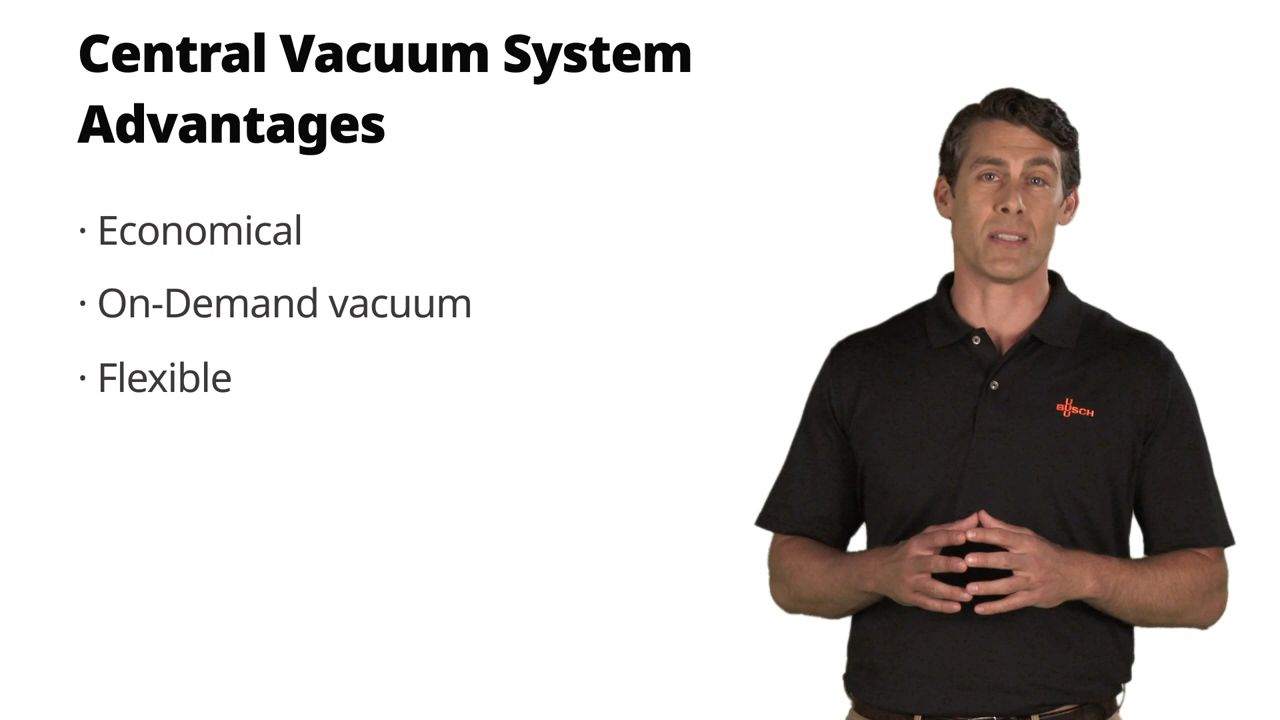 Central Vacuum System
Advantages
· Economical
· On-Demand vacuum
· Flexible
BUSCH